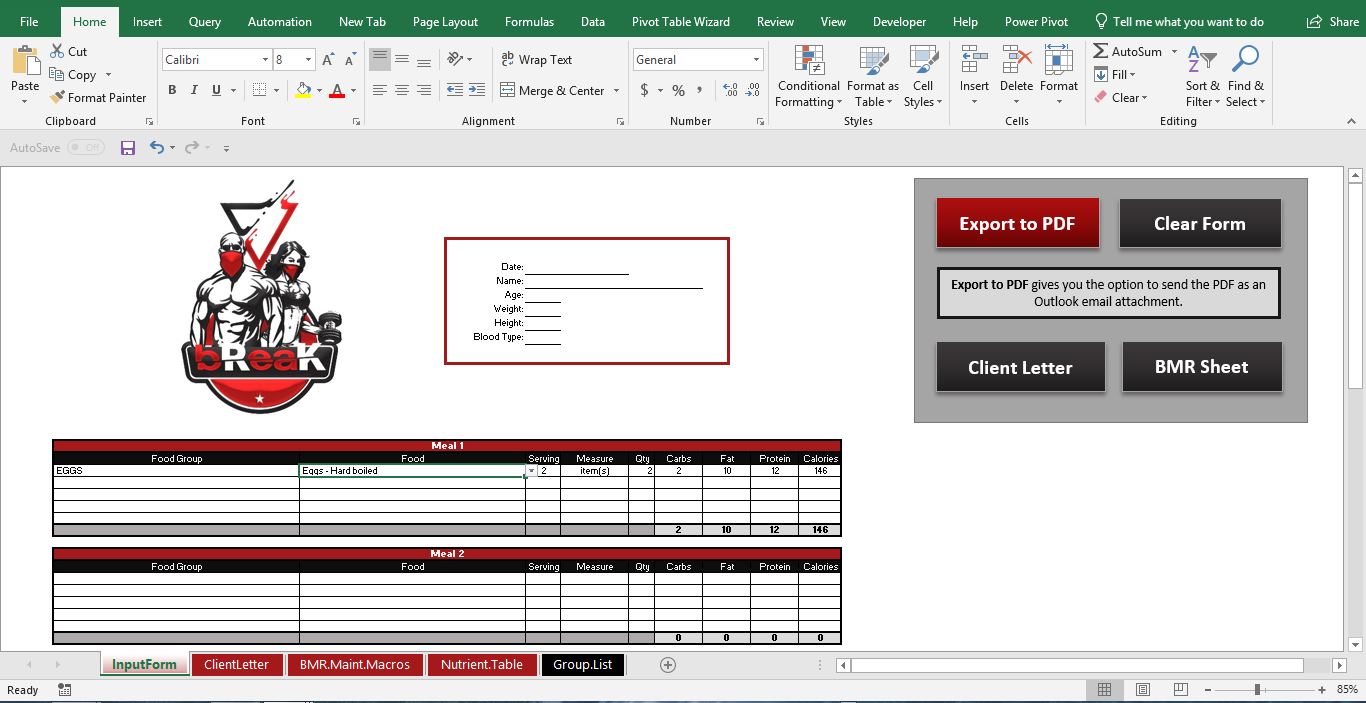 File Home Insert Query Automation New Tab Page Layout Formulas Data Pivot Table Wizard Review View Developer Help Power Pivot Tell me what you want to do Share
Paste
Cut
Copy
Format Painter
Clipboard
Calibri 8
B I U
Font
Wrap Text
Merge & Center
Alignment
General
$ % ,
Number
Conditional Formatting
Format as Table
Cell Styles
Styles
Insert Delete Format
Cells
AutoSum
Fill
Clear
Sort & Filter
Find & Select
Editing
AutoSave Off
bReaK
Date:
Name:
Age:
Weight:
Height:
Blood Type:
Export to PDF
Clear Form
Export to PDF gives you the option to send the PDF as an
Outlook email attachment.
Client Letter
BMR Sheet
Meal 1
Food Group Food Serving Measure Qty Carbs Fat Protein Calories
EGGS Eggs - Hard boiled 2 item(s) 2 2 10 12 146
2 10 12 146
Meal 2
Food Group Food Serving Measure Qty Carbs Fat Protein Calories
0 0 0 0
InputForm ClientLetter BMR.Maint.Macros Nutrient.Table Group.List
Ready 85%